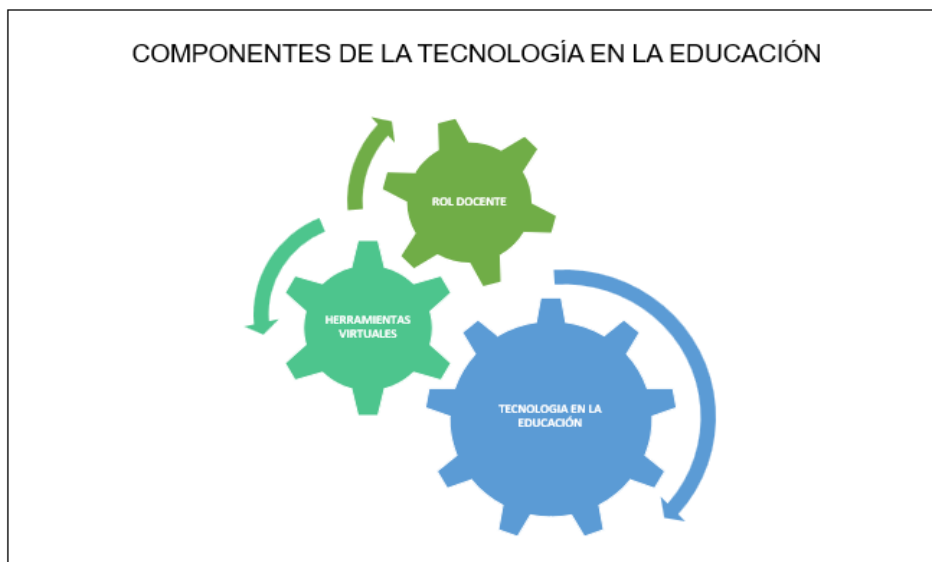 COMPONENTES DE LA TECNOLOGÍA EN LA EDUCACIÓN
ROL DOCENTE
HERRAMIENTAS
VIRTUALES
TECNOLOGIA EN LA
EDUCACIÓN